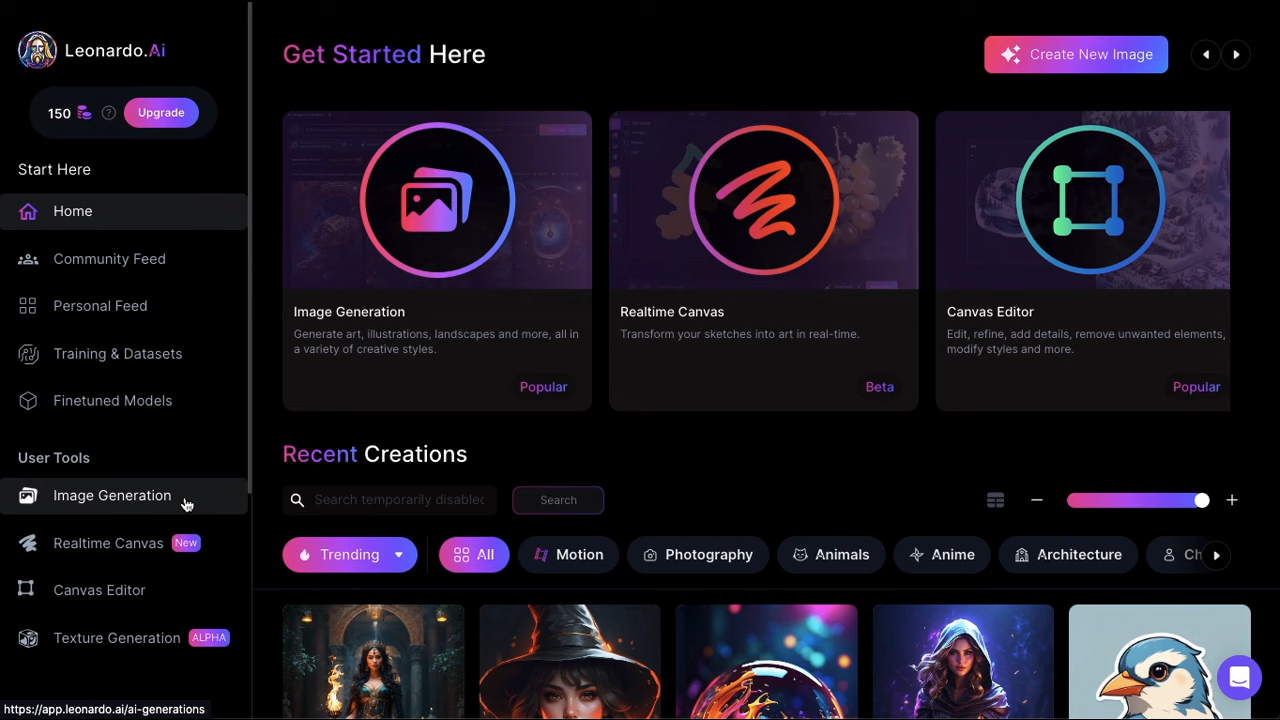 Leonardo.Ai
150
?
Upgrade
Start Here
Home
Community Feed
Personal Feed
Training & Datasets
Finetuned Models
User Tools
Image Generation
Realtime Canvas New
Canvas Editor
Texture Generation ALPHA
https://app.leonardo.ai/ai-generations
Get Started Here
Create New Image
Image Generation
Generate art, illustrations, landscapes and more, all in
a variety of creative styles.
Popular
Realtime Canvas
Transform your sketches into art in real-time.
Beta
Canvas Editor
Edit, refine, add details, remove unwanted elements,
modify styles and more.
Popular
Recent Creations
Search temporarily disabled
Search
Trending
All
Motion
Photography
Animals
Anime
Architecture
Ch